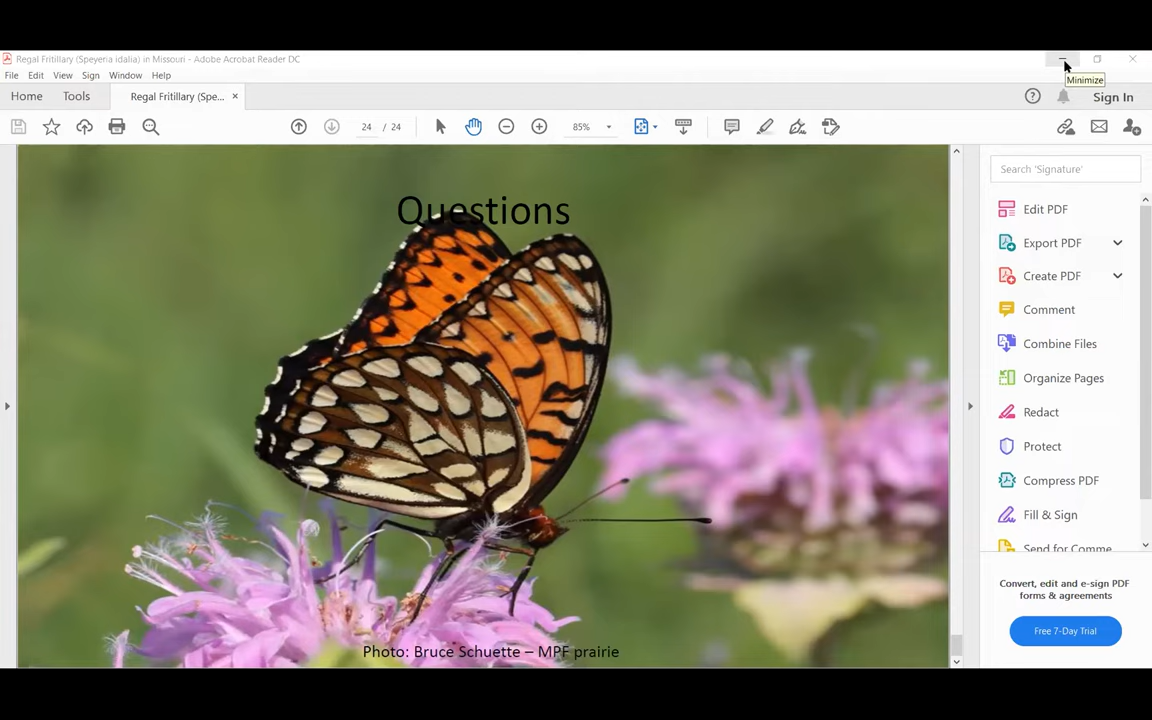 Regal Fritillary (Speyeria idalia) in Missouri - Adobe Acrobat Reader DC
File Edit View Sign Window Help
Minimize
Home Tools Regal Fritillary (Spe... × Sign In
24 / 24 85%
Questions
Photo: Bruce Schuette – MPF prairie
Search 'Signature'
Edit PDF
Export PDF
Create PDF
Comment
Combine Files
Organize Pages
Redact
Protect
Compress PDF
Fill & Sign
Send for Comme
Convert, edit and e-sign PDF
forms & agreements
Free 7-Day Trial